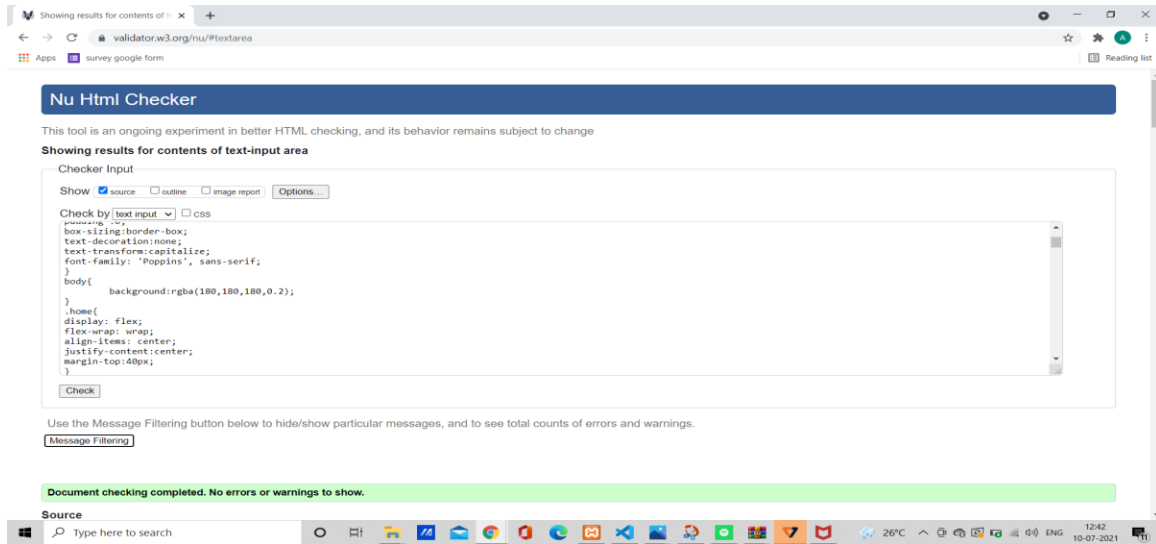 Showing results for contents of t
validator.w3.org/nu/#textarea
Apps survey google form Reading list
A
Nu Html Checker
This tool is an ongoing experiment in better HTML checking, and its behavior remains subject to change
Showing results for contents of text-input area
Checker Input
Show source outline image report Options...
Check by text input css
box-sizing:border-box;
text-decoration:none;
text-transform:capitalize;
font-family: 'Poppins', sans-serif;
}
body{
background:rgba(180,180,180,0.2);
}
.home{
display: flex;
flex-wrap: wrap;
align-items: center;
justify-content:center;
margin-top:40px;
}
Check
Use the Message Filtering button below to hide/show particular messages, and to see total counts of errors and warnings.
Message Filtering
Document checking completed. No errors or warnings to show.
Source
Type here to search 26°C ENG 12:42
10-07-2021